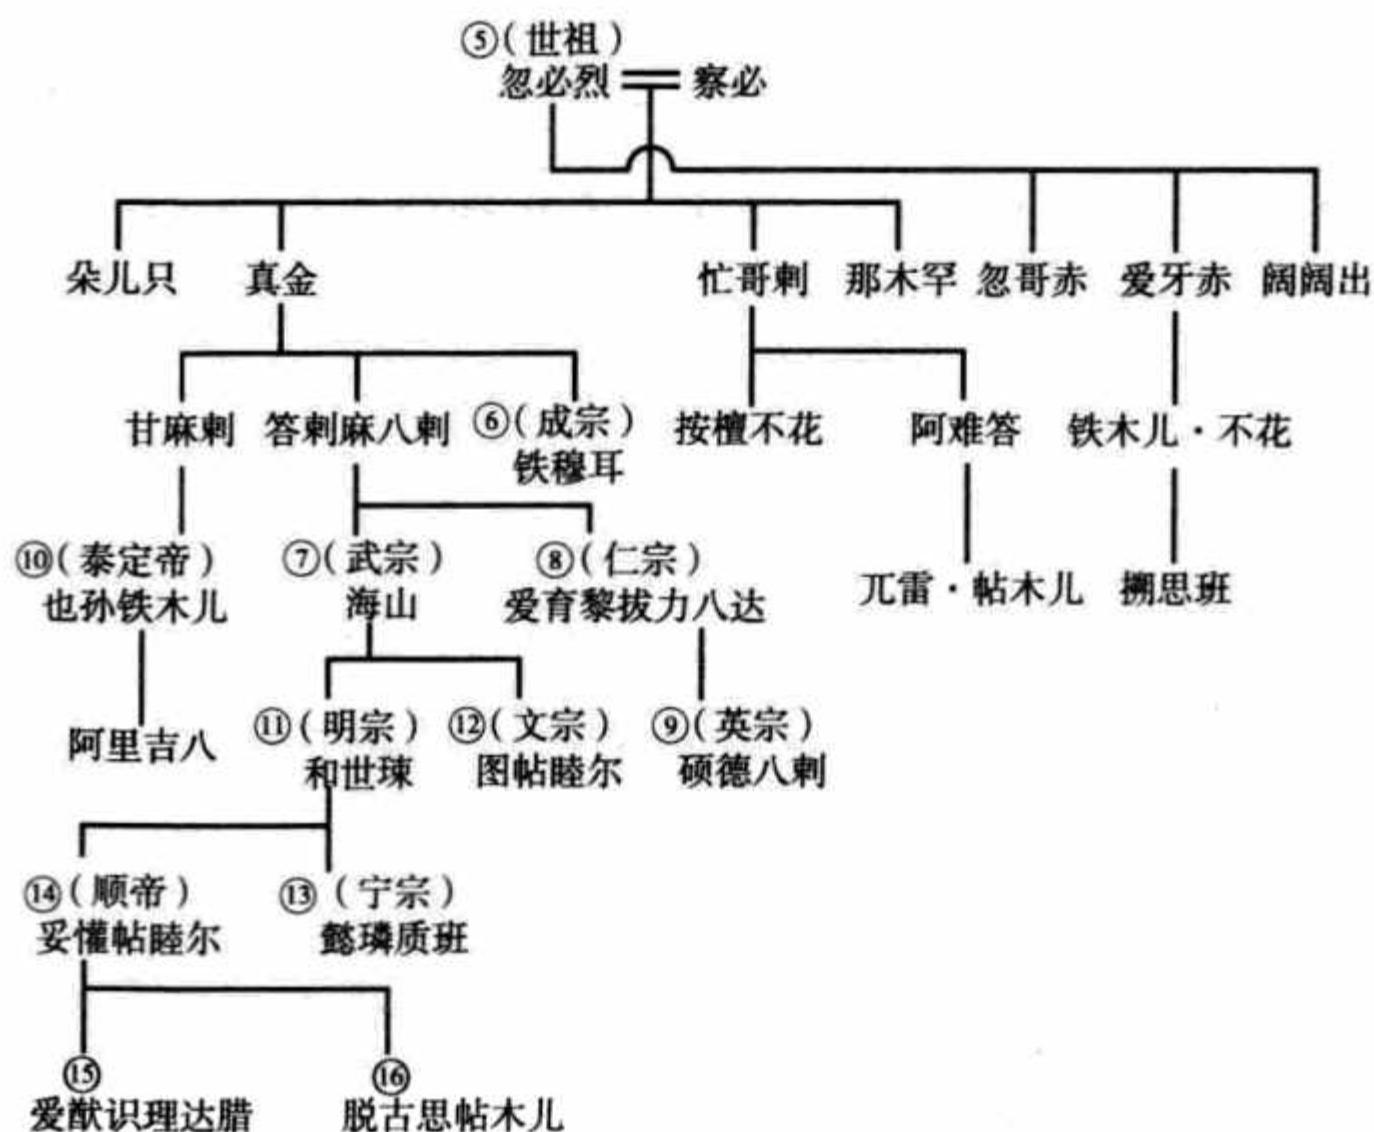 ⑤(世祖)
忽必烈 察必
朵儿只 真金 忙哥剌 那木罕 忽哥赤 爱牙赤 阔阔出
甘麻剌 答剌麻八剌 ⑥(成宗) 按檀不花 阿难答 铁木儿·不花
铁穆耳
⑩(泰定帝) ⑦(武宗) ⑧(仁宗)
也孙铁木儿 海山 爱育黎拔力八达 兀雷·帖木儿 搠思班
阿里吉八 ⑪(明宗) ⑫(文宗) ⑨(英宗)
和世㻋 图帖睦尔 硕德八剌
⑭(顺帝) ⑬(宁宗)
妥懽帖睦尔 懿璘质班
⑮ ⑯
爱猷识理达腊 脱古思帖木儿